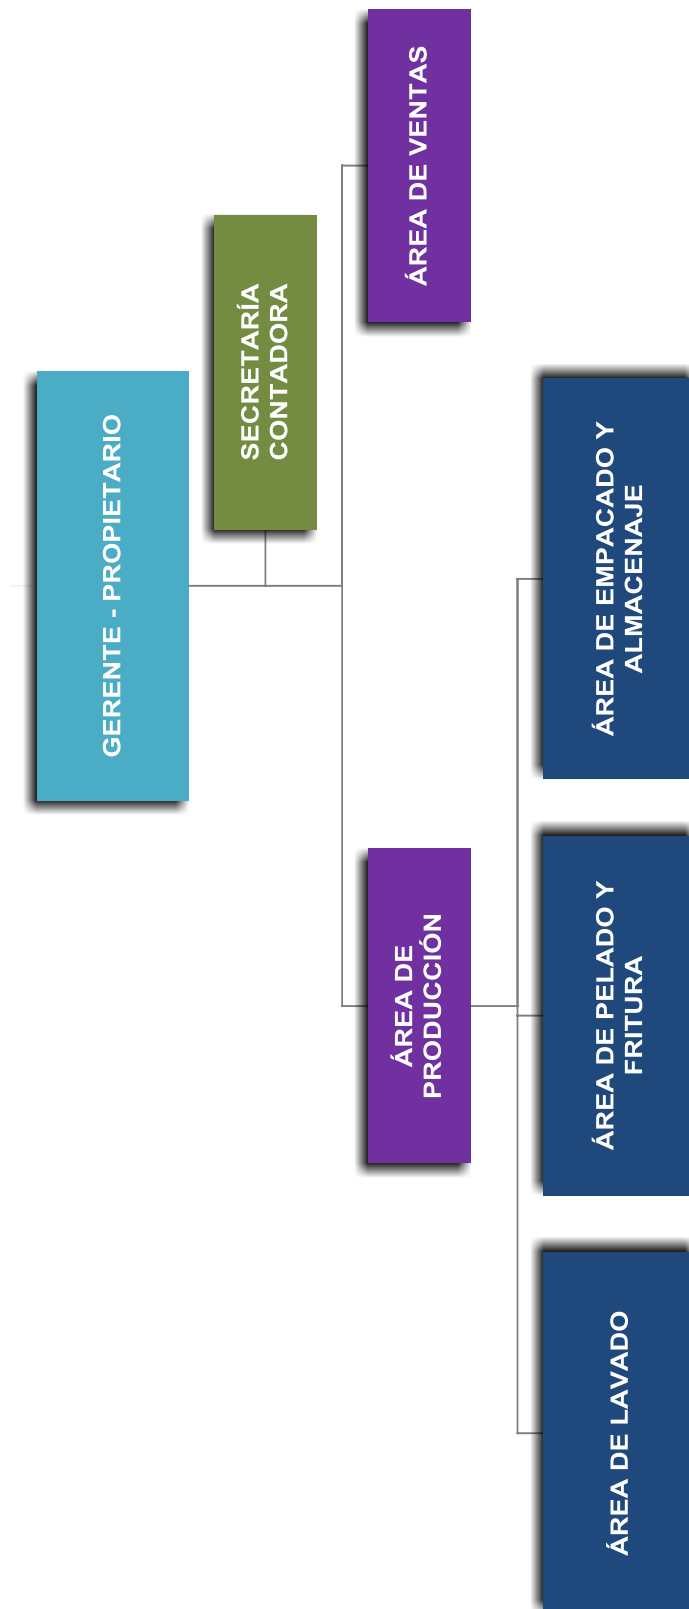 GERENTE - PROPIETARIO
SECRETARÍA
CONTADORA
ÁREA DE
PRODUCCIÓN
ÁREA DE VENTAS
ÁREA DE LAVADO
ÁREA DE PELADO Y
FRITURA
ÁREA DE EMPACADO Y
ALMACENAJE